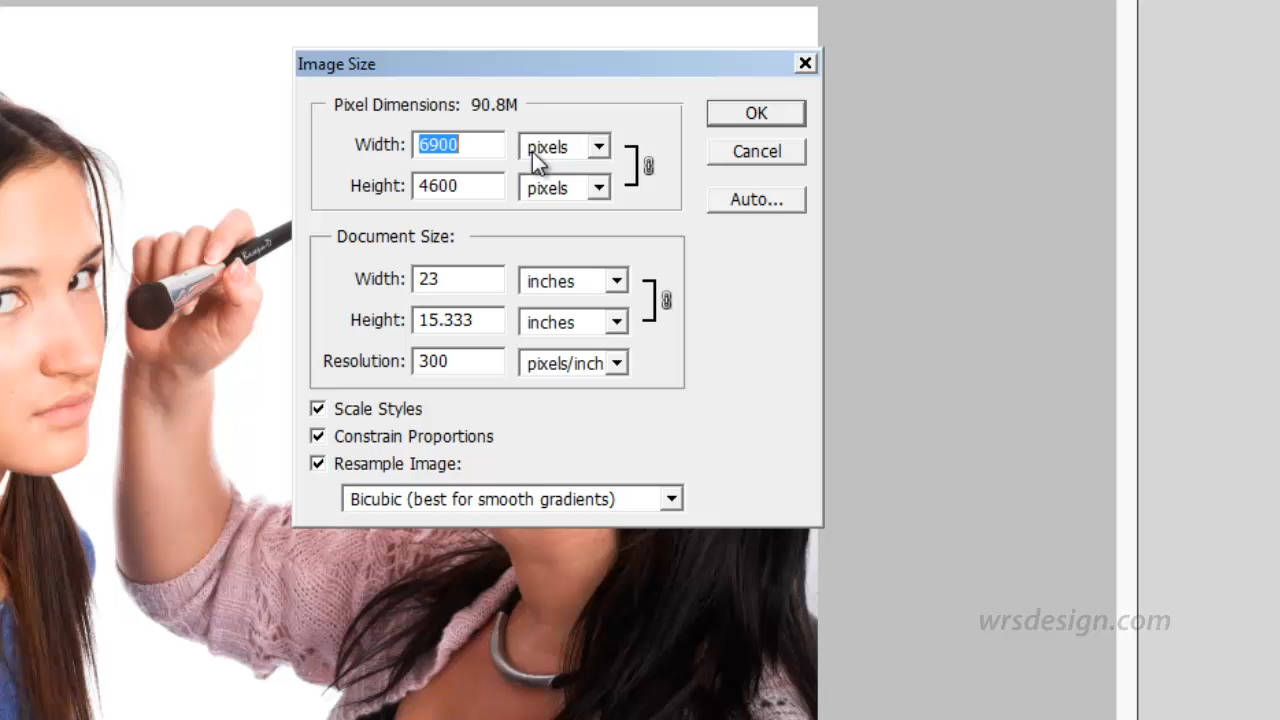 Image Size
Pixel Dimensions: 90.8M
Width: 6900 pixels
Height: 4600 pixels
OK
Cancel
Auto...
Document Size:
Width: 23 inches
Height: 15.333 inches
Resolution: 300 pixels/inch
Scale Styles
Constrain Proportions
Resample Image:
Bicubic (best for smooth gradients)
wrsdesign.com